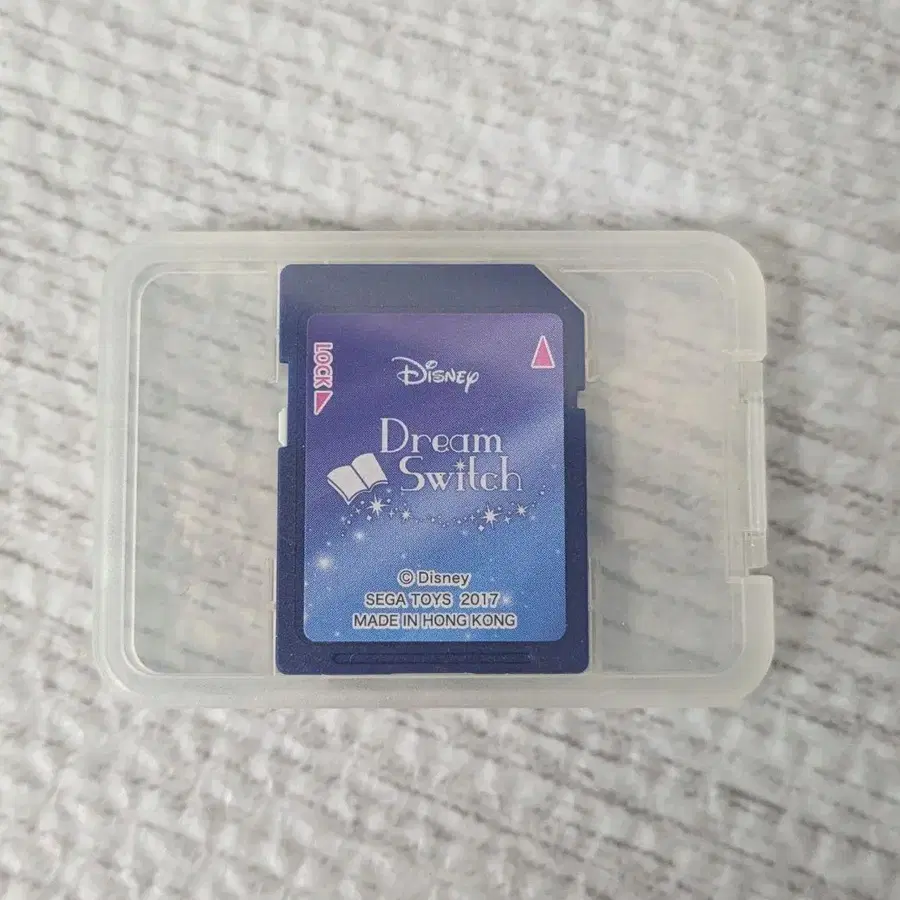 LOCK
Disney
Dream
Switch
© Disney
SEGA TOYS 2017
MADE IN HONG KONG